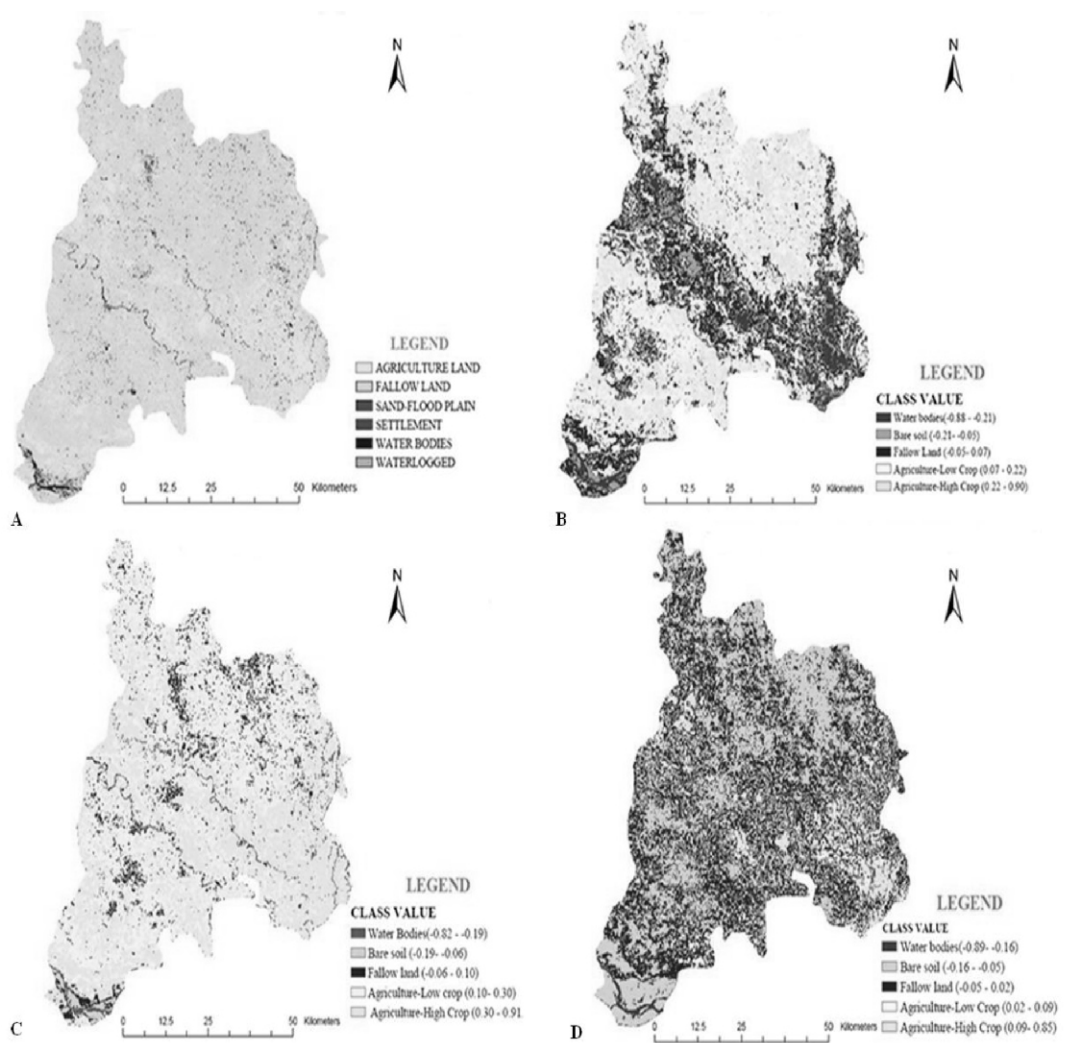 N
LEGEND
AGRICULTURE LAND
FALLOW LAND
SAND-FLOOD PLAIN
SETTLEMENT
WATER BODIES
WATERLOGGED
0 12.5 25 50 Kilometers
A
N
LEGEND
CLASS VALUE
Water bodies(-0.88 - -0.21)
Bare soil (-0.21- -0.05)
Fallow Land (-0.05- 0.07)
Agriculture-Low Crop (0.07 - 0.22)
Agriculture-High Crop (0.22 - 0.90)
0 12.5 25 50 Kilometers
B
N
LEGEND
CLASS VALUE
Water Bodies(-0.82 - -0.19)
Bare soil (-0.19- -0.06)
Fallow land (-0.06 - 0.10)
Agriculture-Low crop (0.10- 0.30)
Agriculture-High Crop (0.30 - 0.91
0 12.5 25 50 Kilometers
C
N
LEGEND
CLASS VALUE
Water bodies(-0.89- -0.16)
Bare soil (-0.16 - -0.05)
Fallow land (-0.05 - 0.02)
Agriculture-Low Crop (0.02 - 0.09)
Agriculture-High Crop (0.09- 0.85)
0 12.5 25 50 Kilometers
D